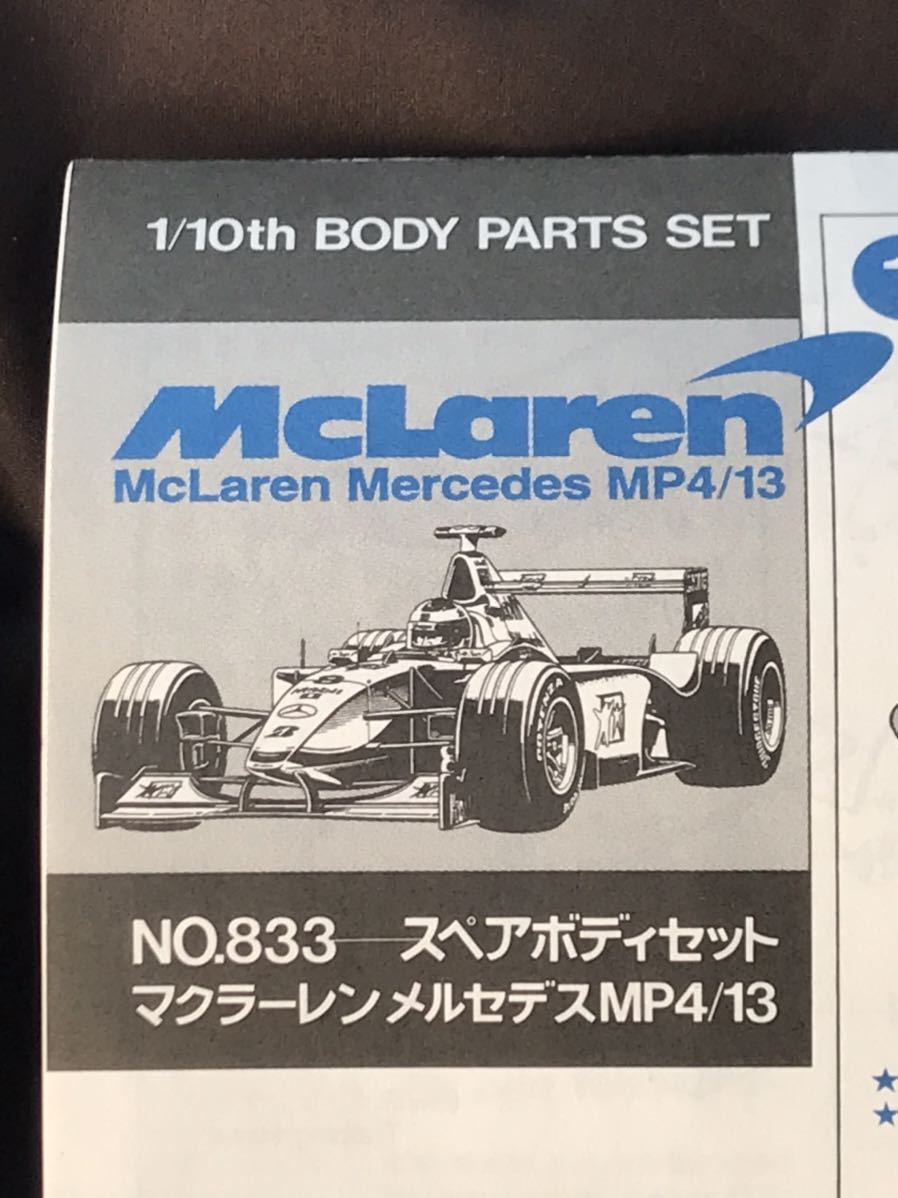 1/10th BODY PARTS SET
McLaren
McLaren Mercedes MP4/13
NO.833 — スペアボディセット
マクラーレン メルセデスMP4/13
★
★